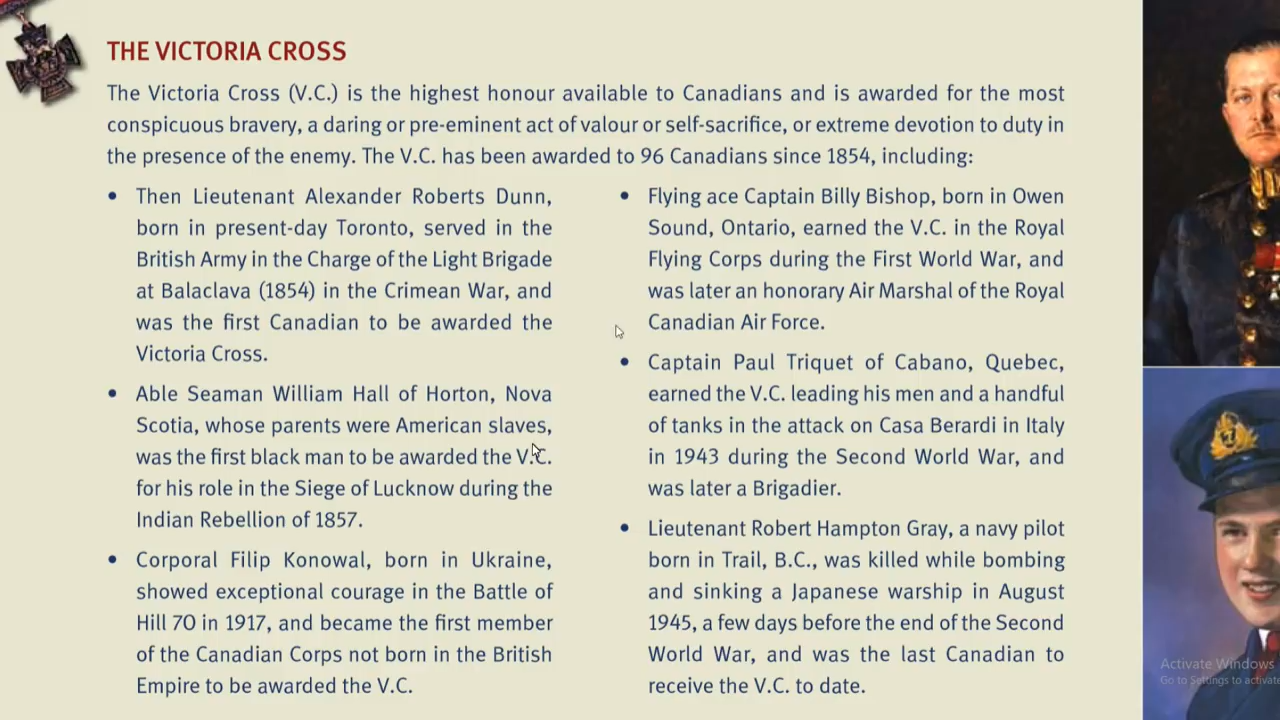 THE VICTORIA CROSS
The Victoria Cross (V.C.) is the highest honour available to Canadians and is awarded for the most
conspicuous bravery, a daring or pre-eminent act of valour or self-sacrifice, or extreme devotion to duty in
the presence of the enemy. The V.C. has been awarded to 96 Canadians since 1854, including:
• Then Lieutenant Alexander Roberts Dunn,
born in present-day Toronto, served in the
British Army in the Charge of the Light Brigade
at Balaclava (1854) in the Crimean War, and
was the first Canadian to be awarded the
Victoria Cross.
• Able Seaman William Hall of Horton, Nova
Scotia, whose parents were American slaves,
was the first black man to be awarded the V.C.
for his role in the Siege of Lucknow during the
Indian Rebellion of 1857.
• Corporal Filip Konowal, born in Ukraine,
showed exceptional courage in the Battle of
Hill 70 in 1917, and became the first member
of the Canadian Corps not born in the British
Empire to be awarded the V.C.
• Flying ace Captain Billy Bishop, born in Owen
Sound, Ontario, earned the V.C. in the Royal
Flying Corps during the First World War, and
was later an honorary Air Marshal of the Royal
Canadian Air Force.
• Captain Paul Triquet of Cabano, Quebec,
earned the V.C. leading his men and a handful
of tanks in the attack on Casa Berardi in Italy
in 1943 during the Second World War, and
was later a Brigadier.
• Lieutenant Robert Hampton Gray, a navy pilot
born in Trail, B.C., was killed while bombing
and sinking a Japanese warship in August
1945, a few days before the end of the Second
World War, and was the last Canadian to
receive the V.C. to date.
Activate Windows
Go to Settings to activate